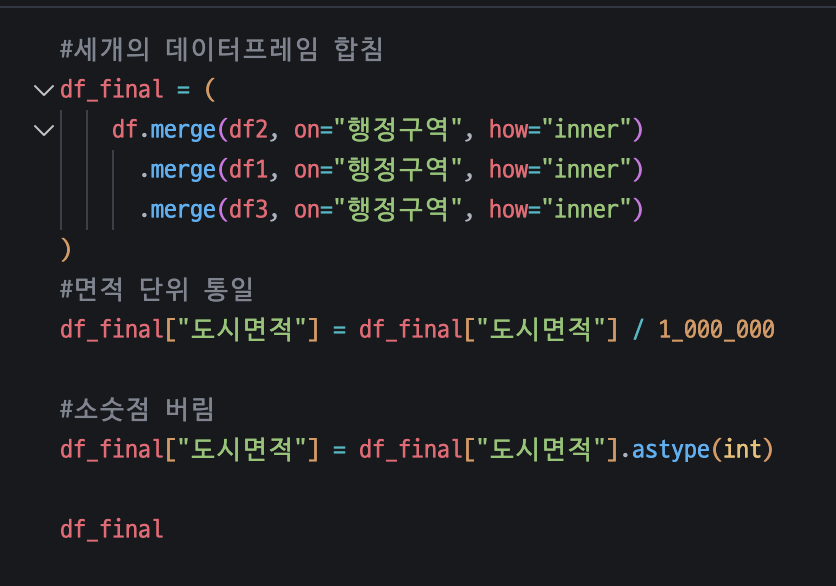 #세개의 데이터프레임 합침
df_final = (
    df.merge(df2, on="행정구역", how="inner")
      .merge(df1, on="행정구역", how="inner")
      .merge(df3, on="행정구역", how="inner")
)
#면적 단위 통일
df_final["도시면적"] = df_final["도시면적"] / 1_000_000
#소숫점 버림
df_final["도시면적"] = df_final["도시면적"].astype(int)
df_final